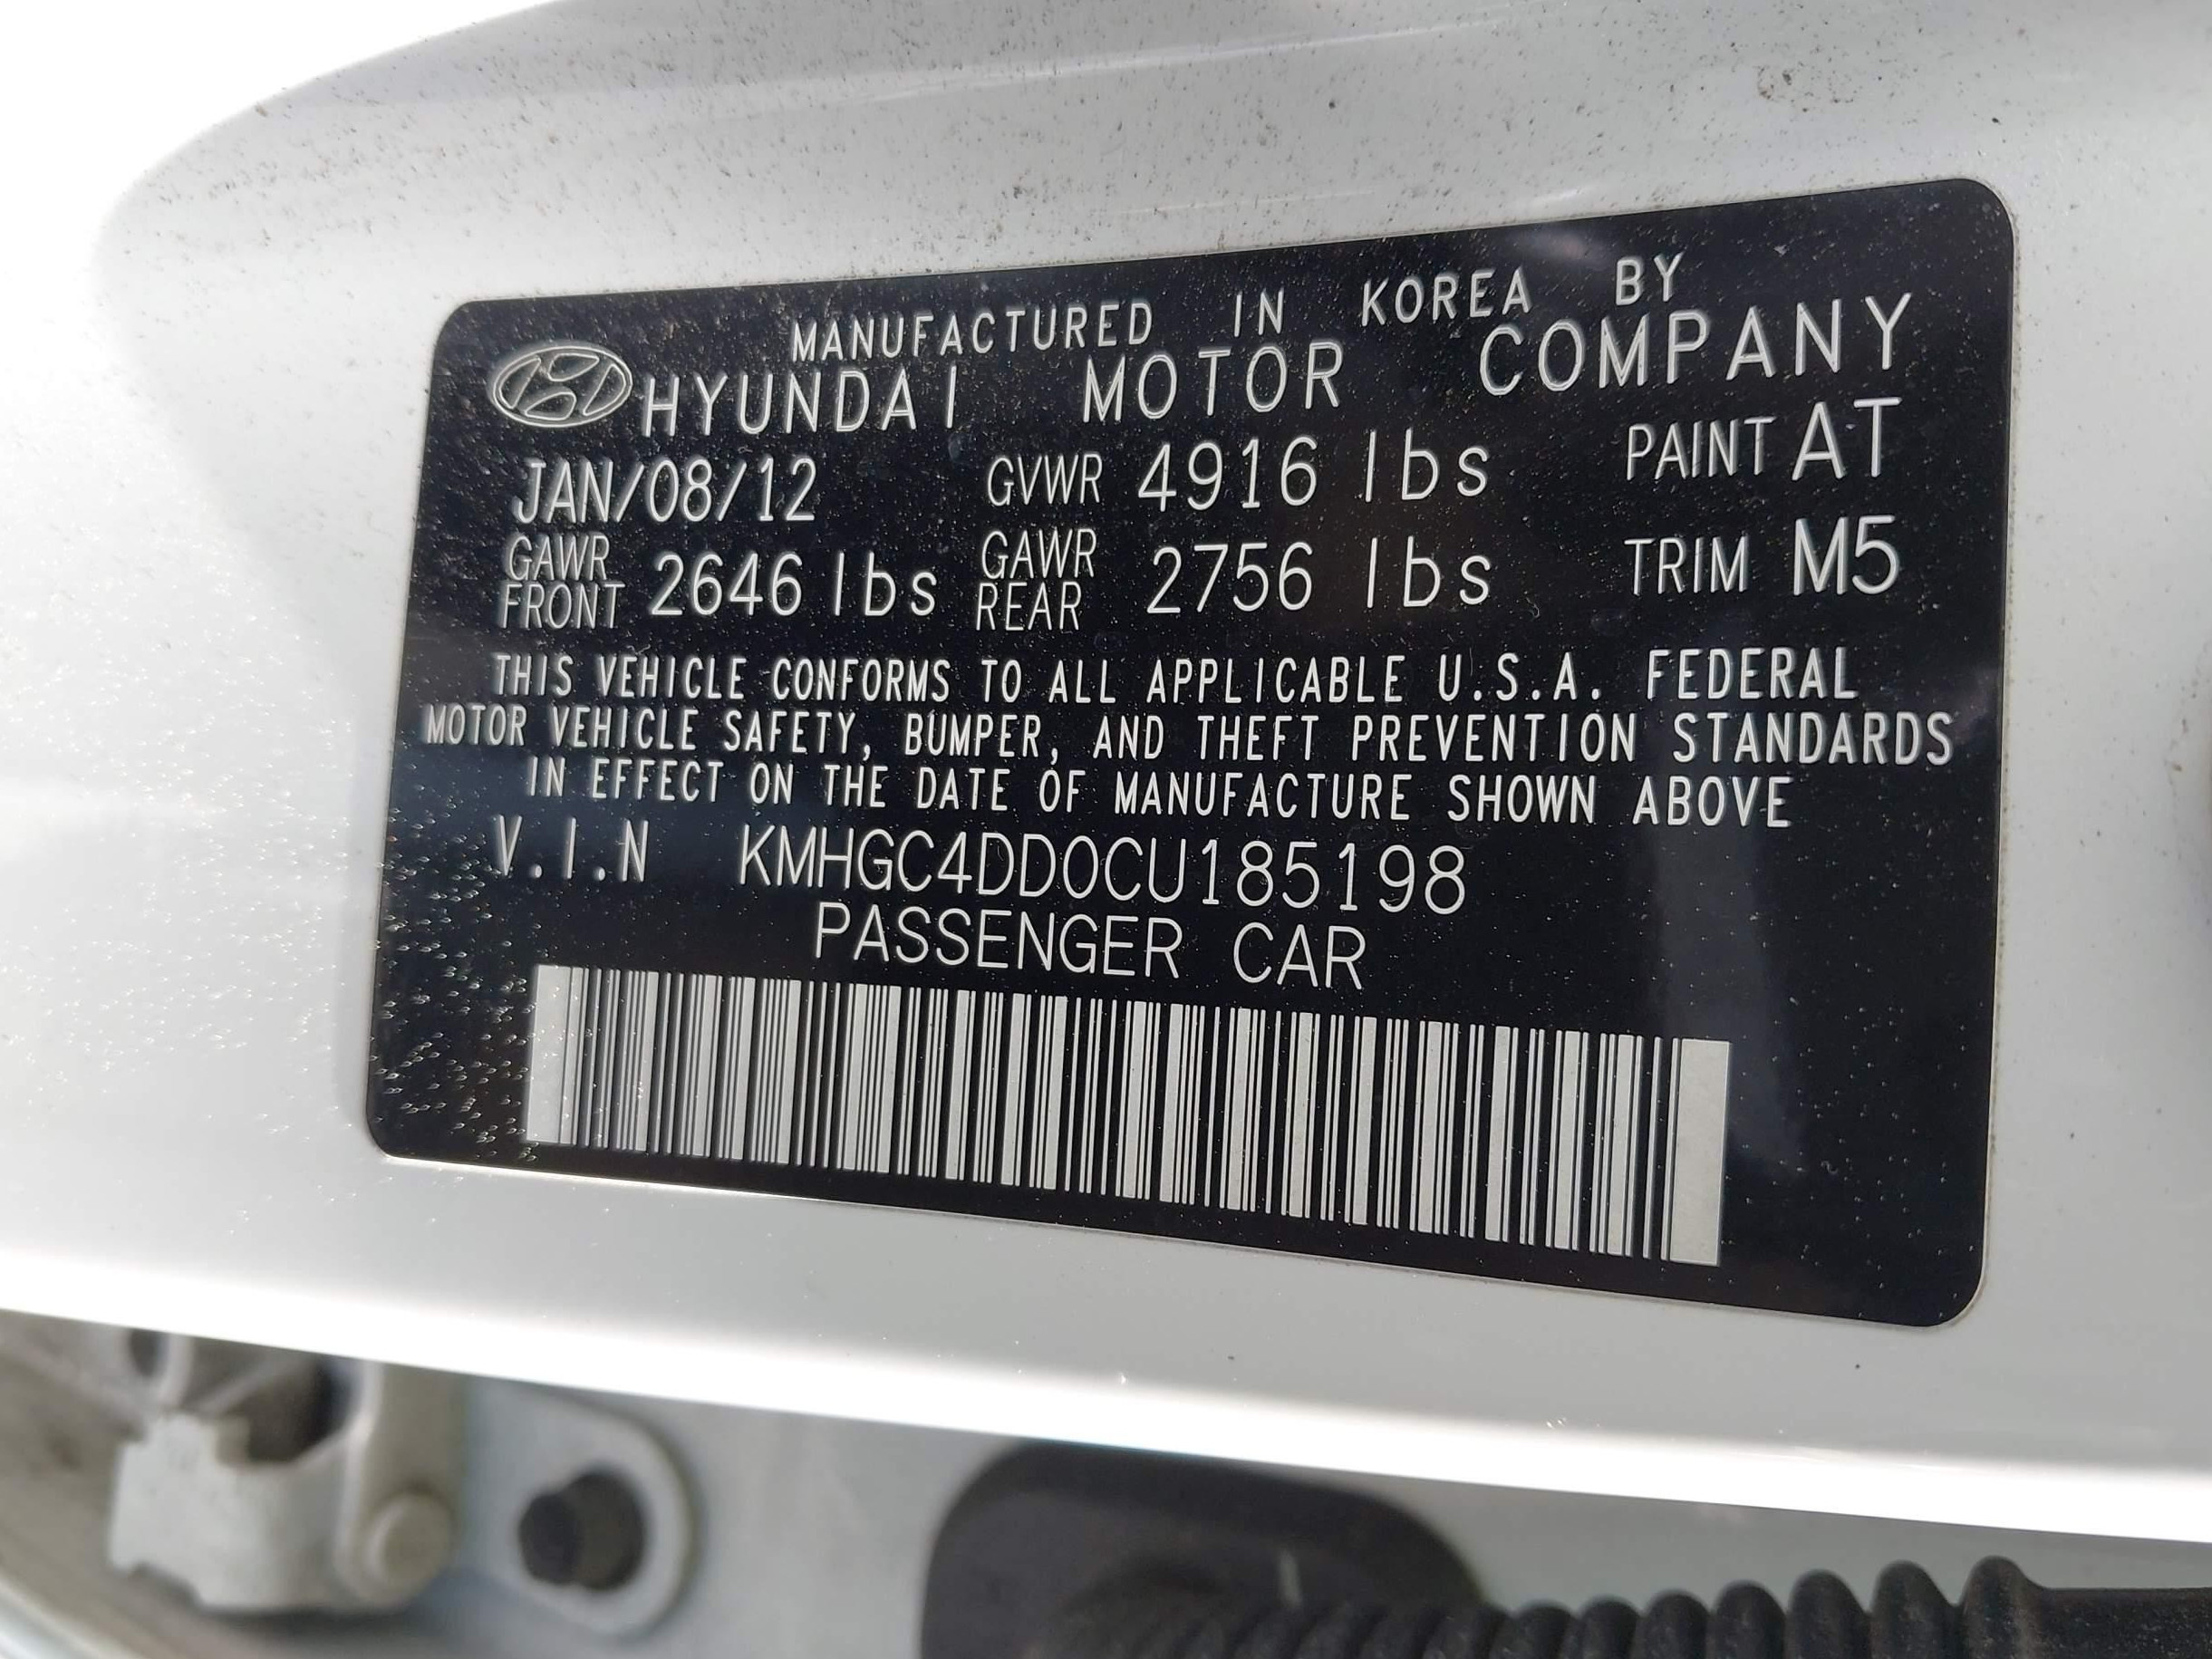 MANUFACTURED IN KOREA BY
HYUNDAI MOTOR COMPANY
JAN/08/12 GVWR 4916 lbs PAINT AT
GAWR FRONT 2646 lbs GAWR REAR 2756 lbs TRIM M5
THIS VEHICLE CONFORMS TO ALL APPLICABLE U.S.A. FEDERAL
MOTOR VEHICLE SAFETY, BUMPER, AND THEFT PREVENTION STANDARDS
IN EFFECT ON THE DATE OF MANUFACTURE SHOWN ABOVE
V.I.N KMHGC4DD0CU185198
PASSENGER CAR